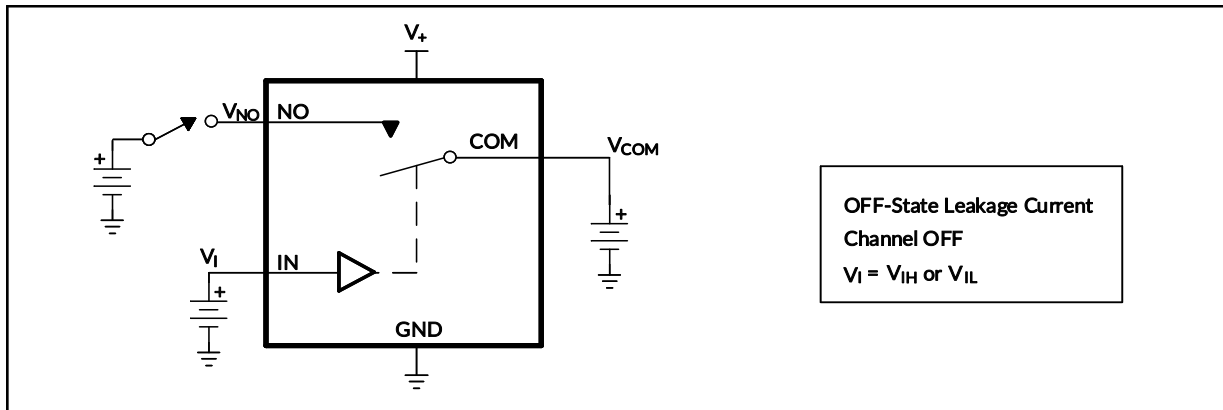 V+
VNO NO
COM VCOM
+
+
VI IN
+
GND
OFF-State Leakage Current
Channel OFF
VI = VIH or VIL